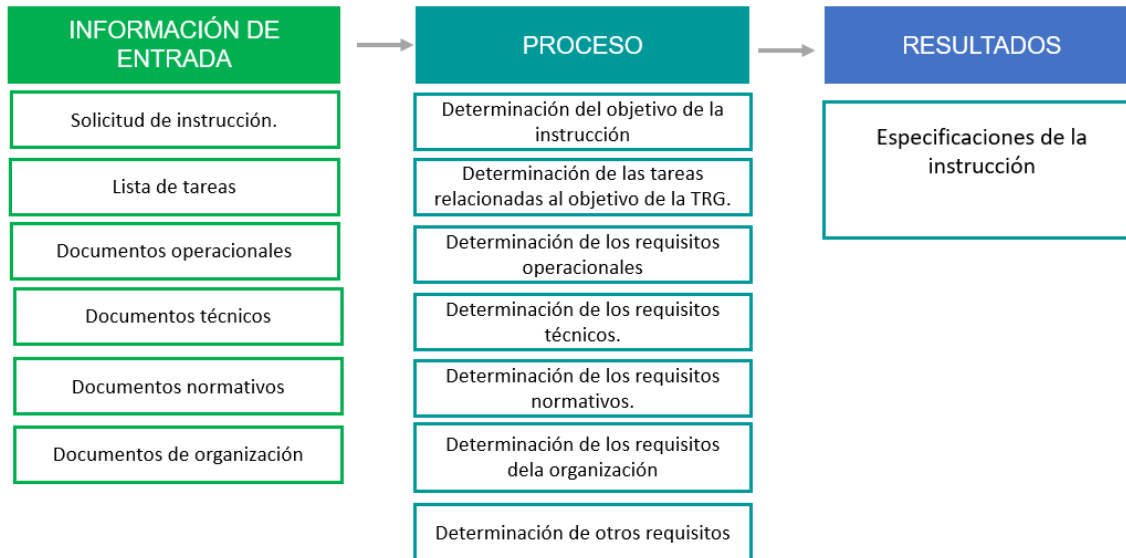 INFORMACIÓN DE
ENTRADA
Solicitud de instrucción.
Lista de tareas
Documentos operacionales
Documentos técnicos
Documentos normativos
Documentos de organización
PROCESO
Determinación del objetivo de la
instrucción
Determinación de las tareas
relacionadas al objetivo de la TRG.
Determinación de los requisitos
operacionales
Determinación de los requisitos
técnicos.
Determinación de los requisitos
normativos.
Determinación de los requisitos
dela organización
Determinación de otros requisitos
RESULTADOS
Especificaciones de la
instrucción